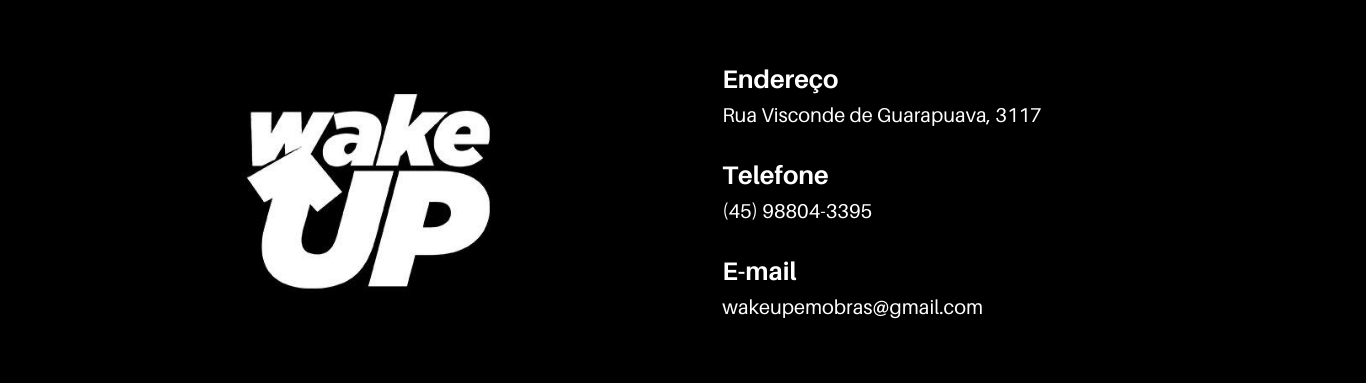 wake
UP
Endereço
Rua Visconde de Guarapuava, 3117
Telefone
(45) 98804-3395
E-mail
wakeupemobras@gmail.com